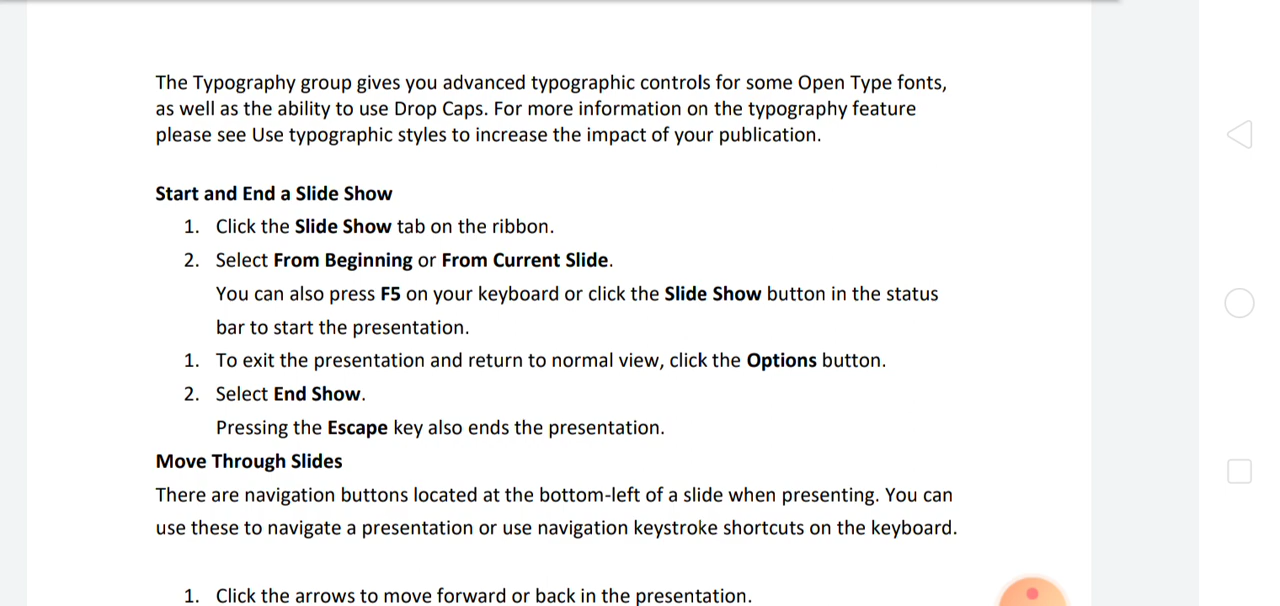 The Typography group gives you advanced typographic controls for some Open Type fonts,
as well as the ability to use Drop Caps. For more information on the typography feature
please see Use typographic styles to increase the impact of your publication.
Start and End a Slide Show
1. Click the Slide Show tab on the ribbon.
2. Select From Beginning or From Current Slide.
You can also press F5 on your keyboard or click the Slide Show button in the status
bar to start the presentation.
1. To exit the presentation and return to normal view, click the Options button.
2. Select End Show.
Pressing the Escape key also ends the presentation.
Move Through Slides
There are navigation buttons located at the bottom-left of a slide when presenting. You can
use these to navigate a presentation or use navigation keystroke shortcuts on the keyboard.
1. Click the arrows to move forward or back in the presentation.